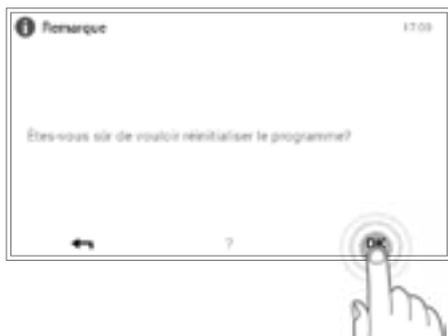 Remarque
17:00
Êtes-vous sûr de vouloir réinitialiser le programme?
?
OK